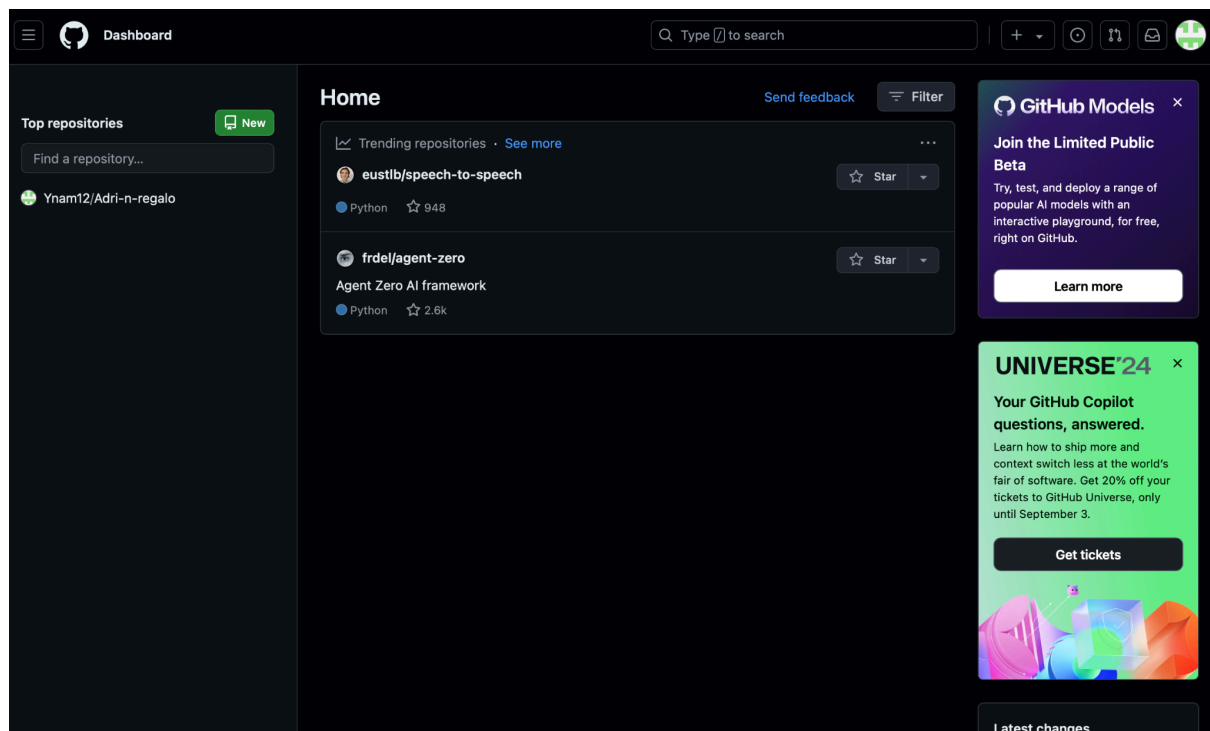 Dashboard
Type / to search
Top repositories
New
Find a repository...
Ynam12/Adri-n-regalo
Home
Send feedback
Filter
Trending repositories · See more
eustlb/speech-to-speech
Star
Python
948
frdel/agent-zero
Star
Agent Zero AI framework
Python
2.6k
GitHub Models
Join the Limited Public
Beta
Try, test, and deploy a range of
popular AI models with an
interactive playground, for free,
right on GitHub.
Learn more
UNIVERSE'24
Your GitHub Copilot
questions, answered.
Learn how to ship more and
context switch less at the world's
fair of software. Get 20% off your
tickets to GitHub Universe, only
until September 3.
Get tickets
Latest changes